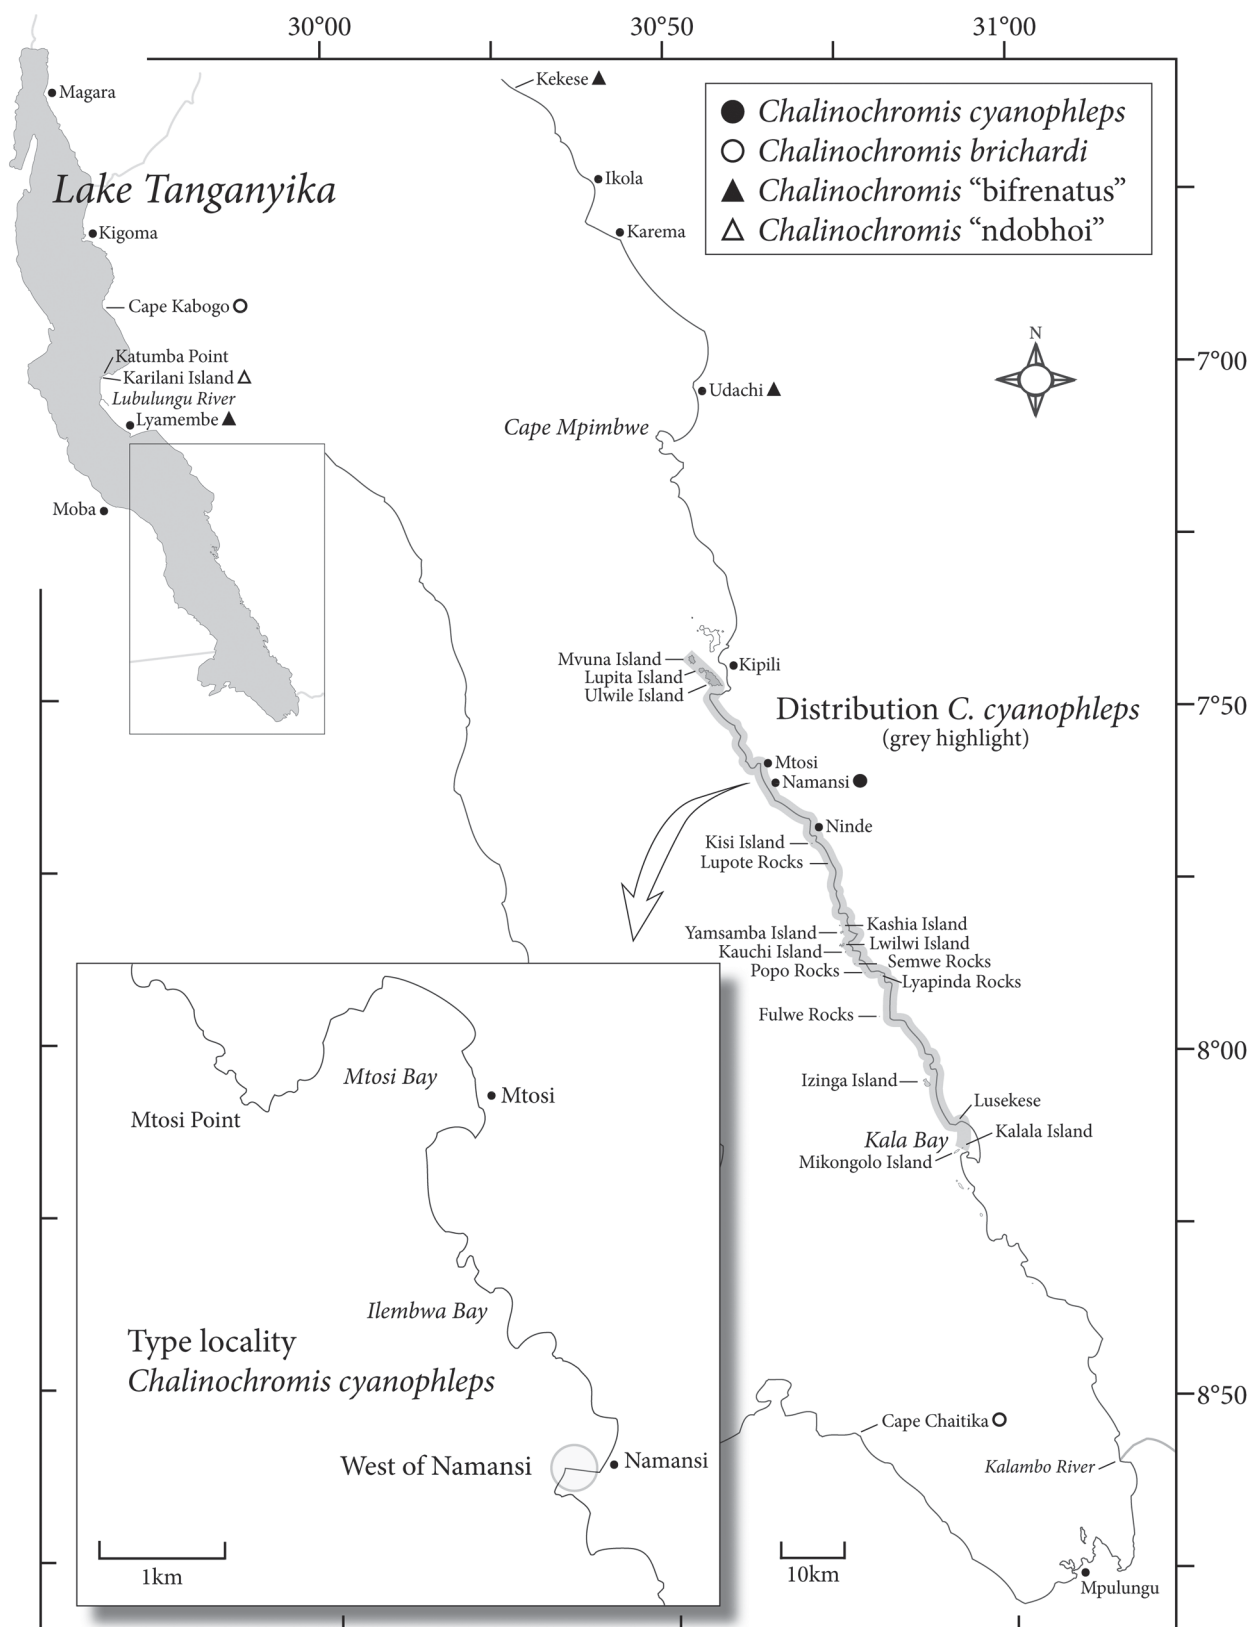 30°00
30°50
31°00
Magara
Lake Tanganyika
Kigoma
Cape Kabogo
Katumba Point
Karilani Island
Lubulungu River
Lyamembe
Moba
Kekese
Ikola
Karema
Udachi
Cape Mpimbwe
Chalinochromis cyanophleps
Chalinochromis brichardi
Chalinochromis “bifrenatus”
Chalinochromis “ndobhoi”
N
7°00
7°50
8°00
8°50
Mvuna Island
Lupita Island
Ulwile Island
Kipili
Distribution C. cyanophleps
(grey highlight)
Mtosi
Namansi
Ninde
Kisi Island
Lupote Rocks
Kashia Island
Yamsamba Island
Lwilwi Island
Kauchi Island
Semwe Rocks
Popo Rocks
Lyapinda Rocks
Fulwe Rocks
Izinga Island
Lusekese
Kala Bay
Kalala Island
Mikongolo Island
Cape Chaitika
Kalambo River
Mpulungu
10km
Mtosi Bay
Mtosi
Mtosi Point
Ilembwa Bay
Type locality
Chalinochromis cyanophleps
West of Namansi
Namansi
1km